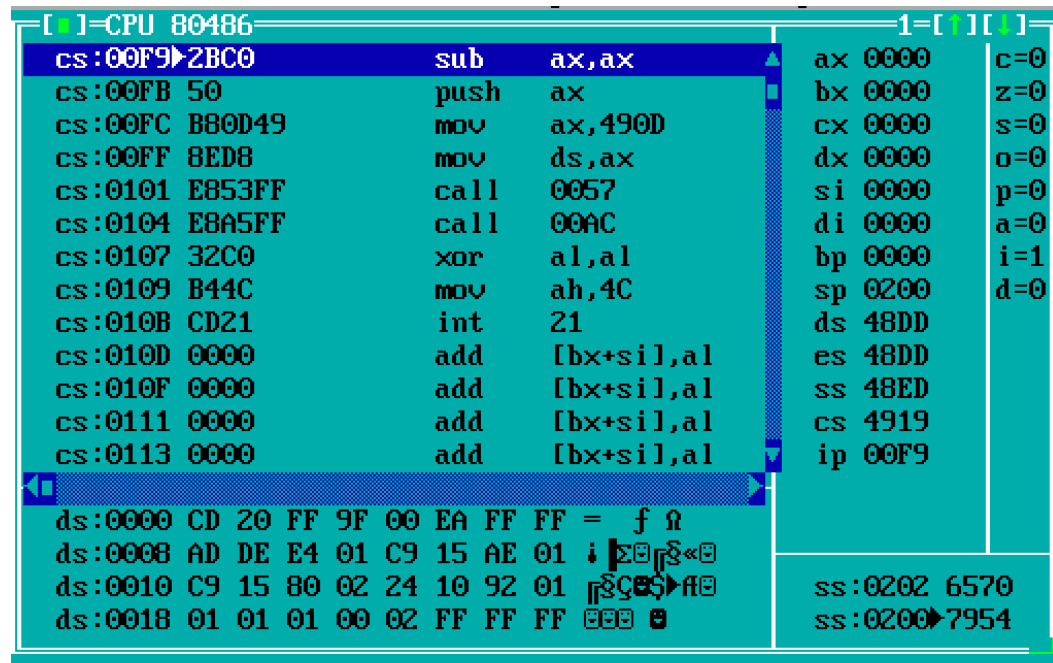 [■]=CPU 80486 1=[↑][↓]
cs:00F9►2BC0 sub ax,ax ax 0000 c=0
cs:00FB 50 push ax bx 0000 z=0
cs:00FC B80D49 mov ax,490D cx 0000 s=0
cs:00FF 8ED8 mov ds,ax dx 0000 o=0
cs:0101 E853FF call 0057 si 0000 p=0
cs:0104 E8A5FF call 00AC di 0000 a=0
cs:0107 32C0 xor al,al bp 0000 i=1
cs:0109 B44C mov ah,4C sp 0200 d=0
cs:010B CD21 int 21 ds 48DD
cs:010D 0000 add [bx+si],al es 48DD
cs:010F 0000 add [bx+si],al ss 48ED
cs:0111 0000 add [bx+si],al cs 4919
cs:0113 0000 add [bx+si],al ip 00F9
ds:0000 CD 20 FF 9F 00 EA FF FF = ƒ Ω
ds:0008 AD DE E4 01 C9 15 AE 01 ¡▐Σ☺╔§«☺
ds:0010 C9 15 80 02 24 10 92 01 ╔§Ç☻$►Æ☺ ss:0202 6570
ds:0018 01 01 01 00 02 FF FF FF ☺☺☺ ☻ ss:0200►7954